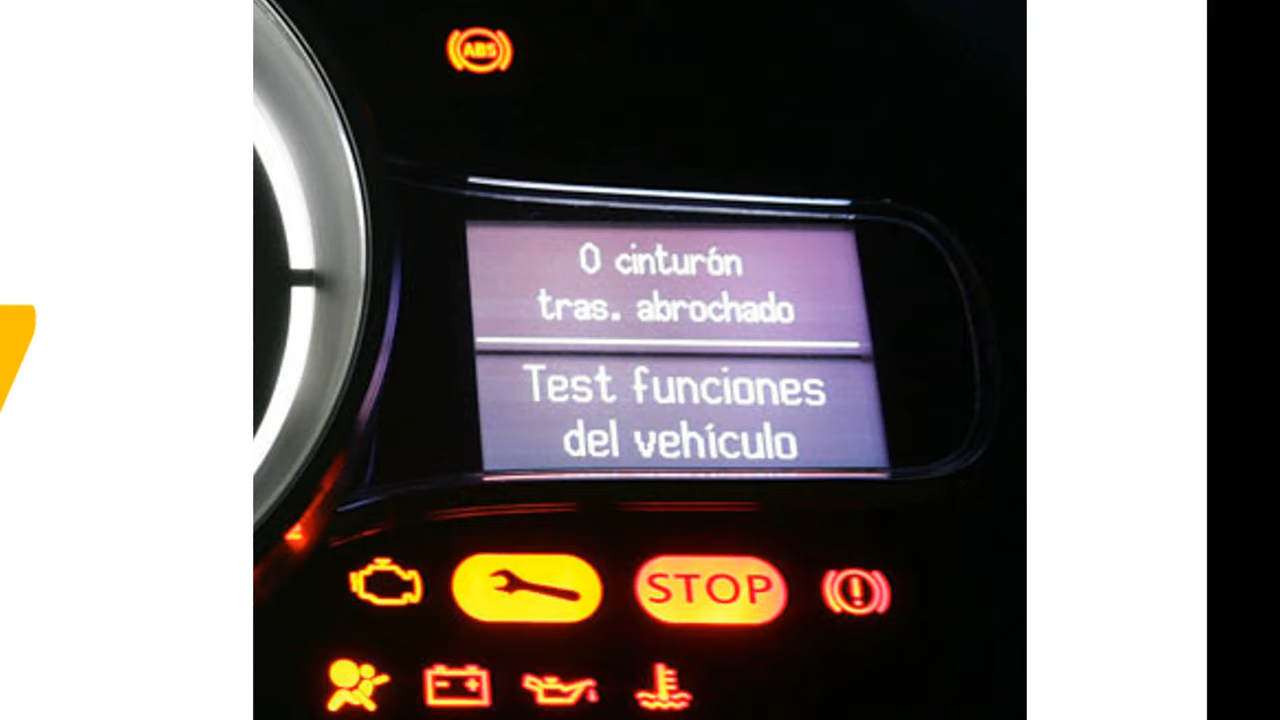 ABS
0 cinturón
tras. abrochado
Test funciones
del vehículo
STOP